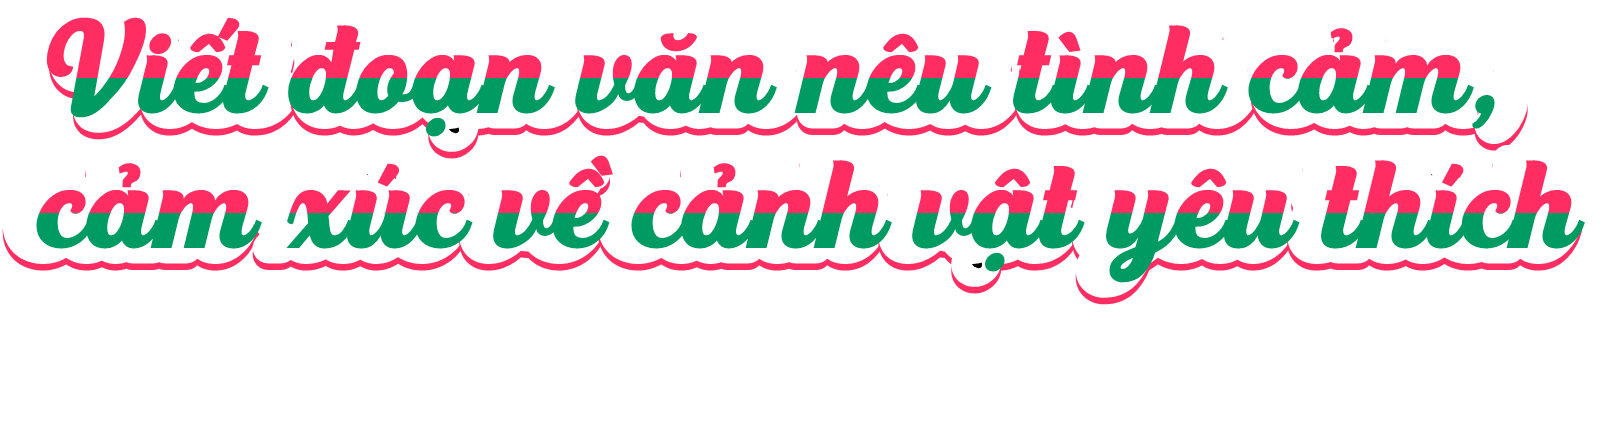 Viết đoạn văn nêu tình cảm,
cảm xúc về cảnh vật yêu thích